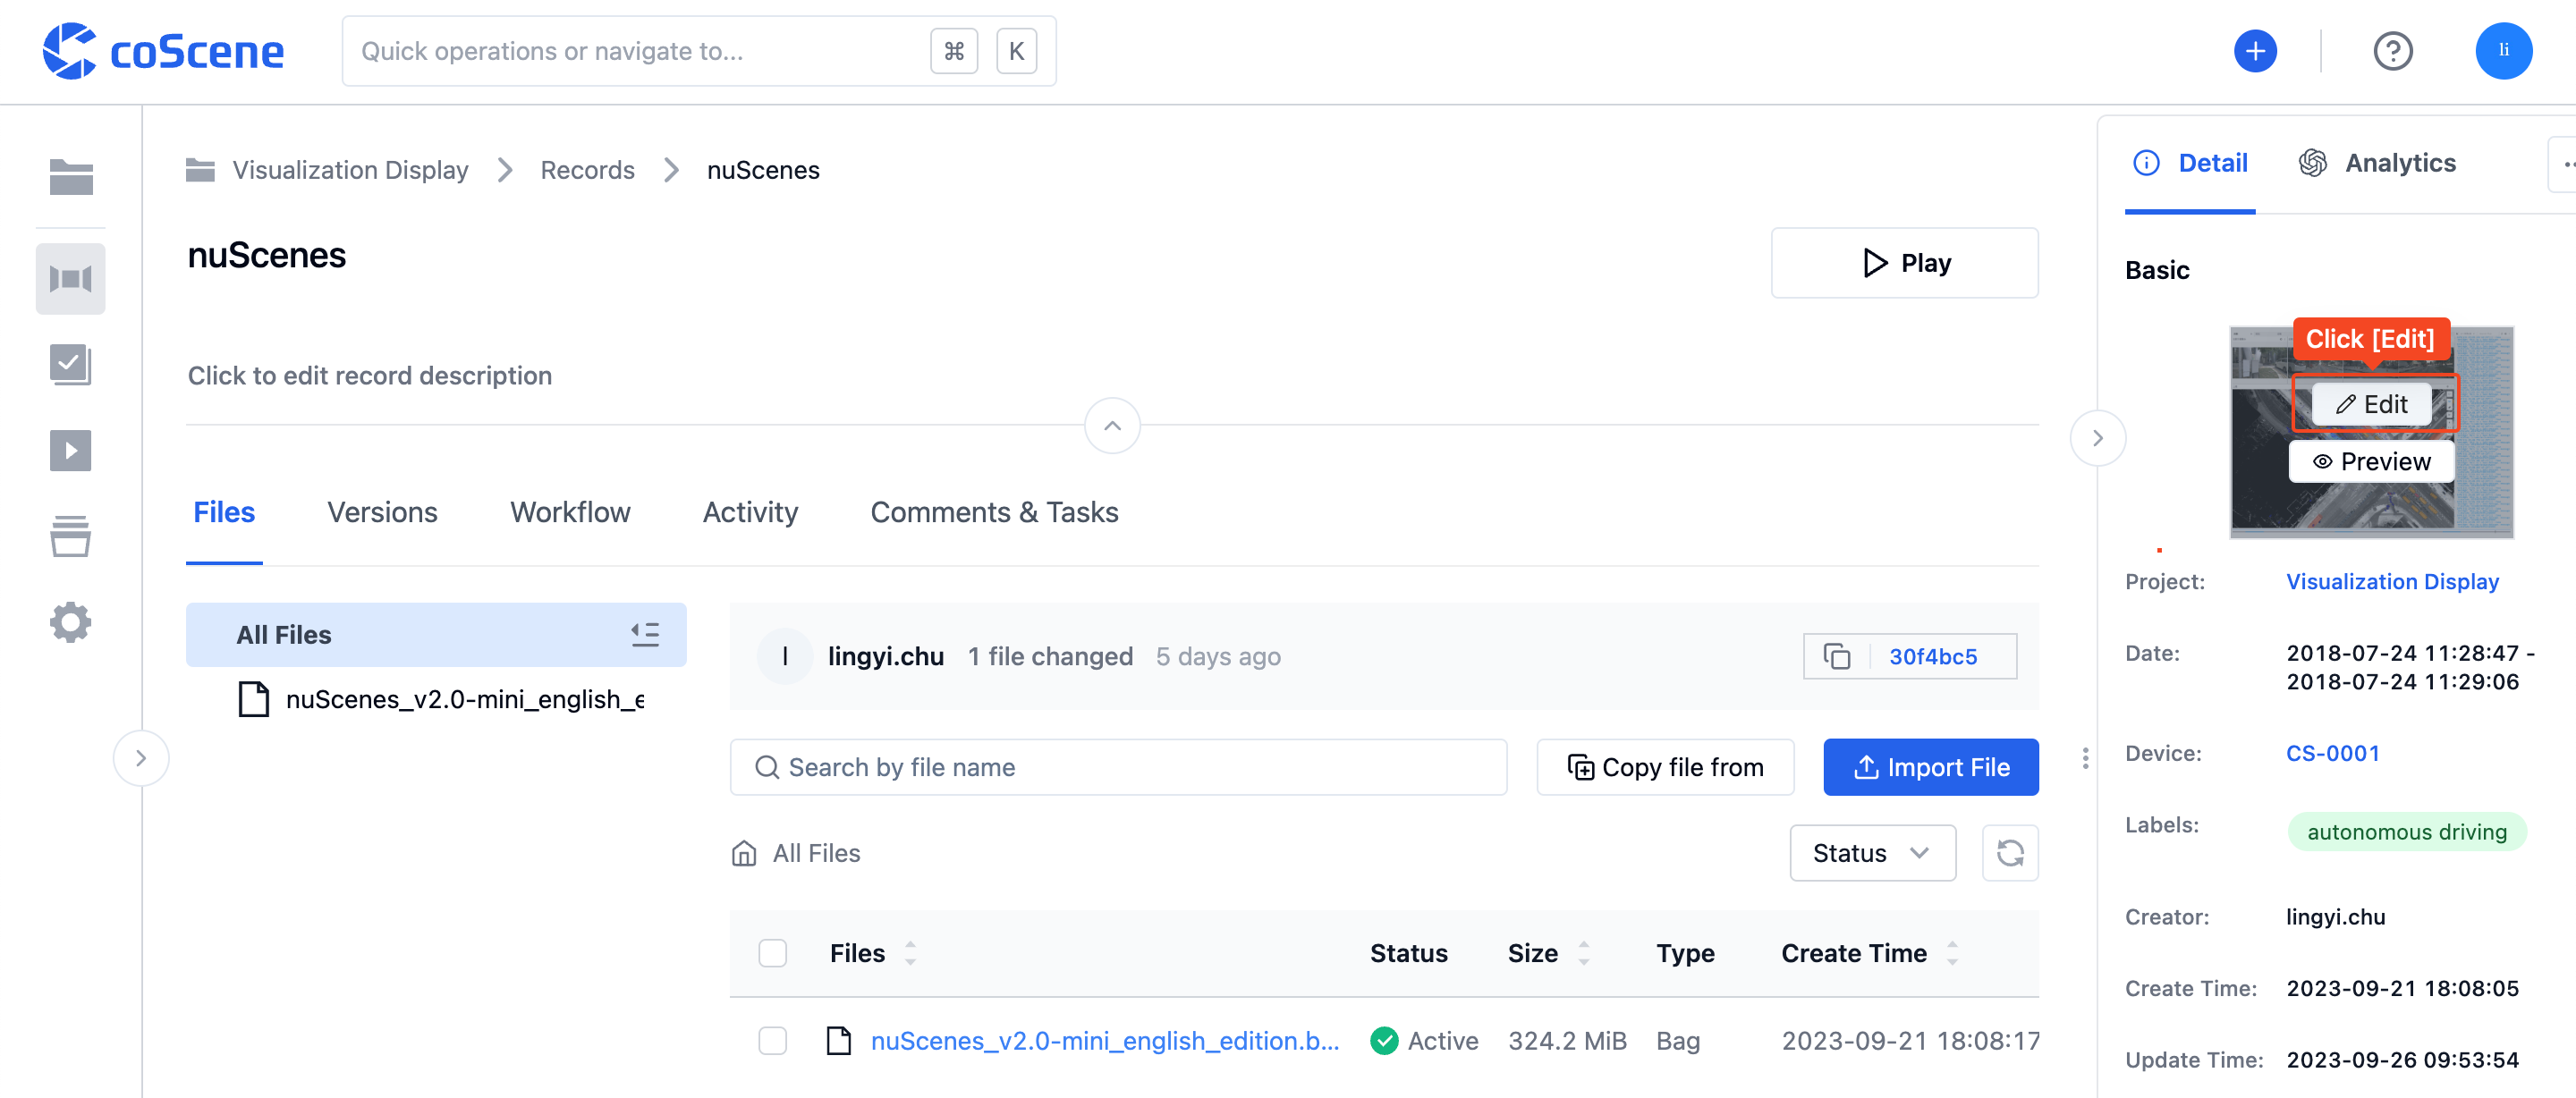 coScene
Quick operations or navigate to...
⌘ K
li
Visualization Display > Records > nuScenes
Detail
Analytics
nuScenes
Play
Basic
Click [Edit]
Edit
Preview
Click to edit record description
Files
Versions
Workflow
Activity
Comments & Tasks
Project: Visualization Display
All Files
l lingyi.chu 1 file changed 5 days ago
30f4bc5
Date: 2018-07-24 11:28:47 -
2018-07-24 11:29:06
nuScenes_v2.0-mini_english_e
Search by file name
Copy file from
Import File
Device: CS-0001
All Files
Status
Labels: autonomous driving
Creator: lingyi.chu
Files Status Size Type Create Time
Create Time: 2023-09-21 18:08:05
nuScenes_v2.0-mini_english_edition.b... Active 324.2 MiB Bag 2023-09-21 18:08:17
Update Time: 2023-09-26 09:53:54